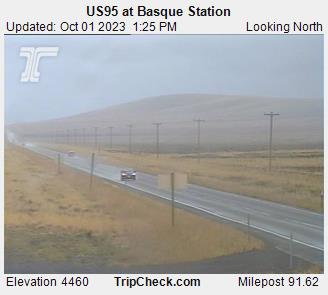 US95 at Basque Station
Updated: Oct 01 2023 1:25 PM Looking North
Elevation 4460 TripCheck.com Milepost 91.62